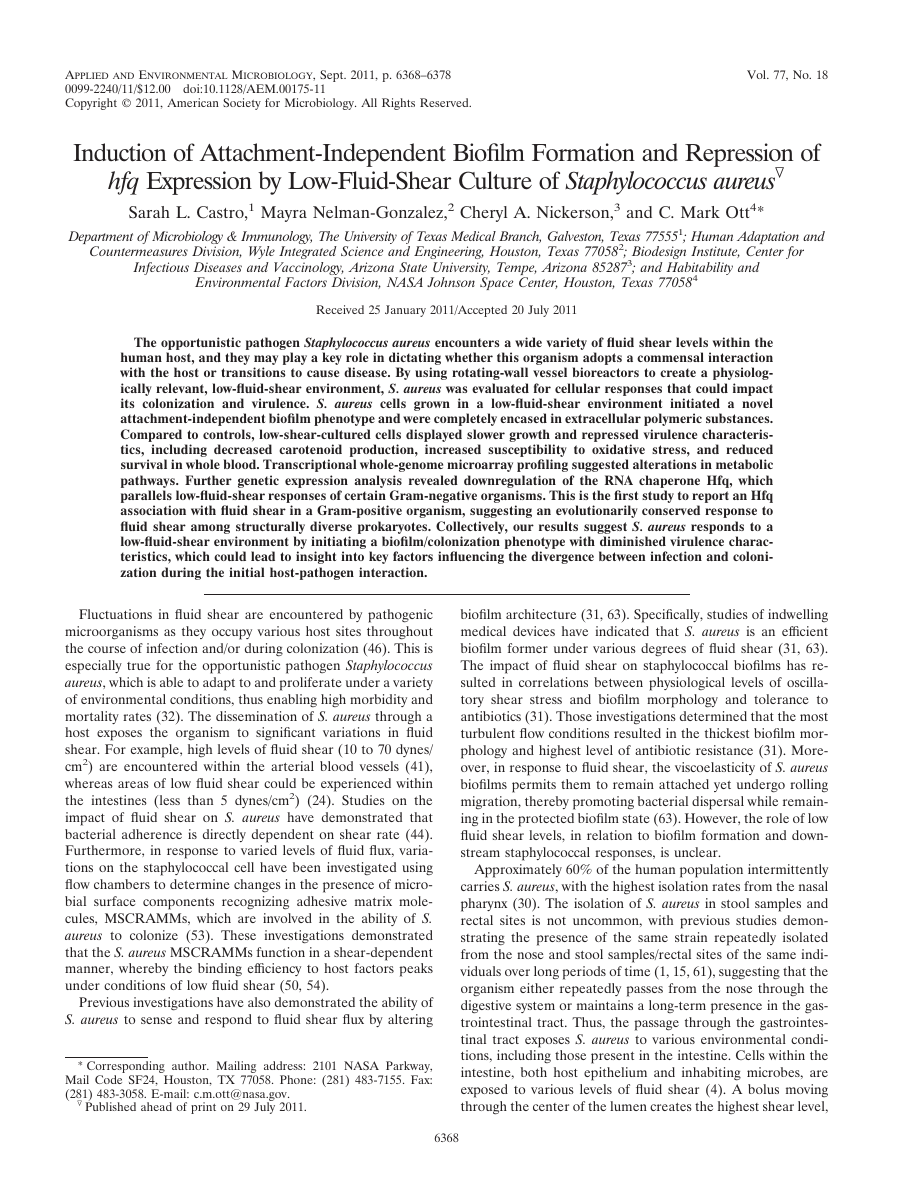 APPLIED AND ENVIRONMENTAL MICROBIOLOGY, Sept. 2011, p. 6368–6378
Vol. 77, No. 18
0099-2240/11/$12.00 doi:10.1128/AEM.00175-11
Copyright © 2011, American Society for Microbiology. All Rights Reserved.
Induction of Attachment-Independent Biofilm Formation and Repression of
hfq Expression by Low-Fluid-Shear Culture of Staphylococcus aureus▿
Sarah L. Castro,1 Mayra Nelman-Gonzalez,2 Cheryl A. Nickerson,3 and C. Mark Ott4*
Department of Microbiology & Immunology, The University of Texas Medical Branch, Galveston, Texas 775551; Human Adaptation and
Countermeasures Division, Wyle Integrated Science and Engineering, Houston, Texas 770582; Biodesign Institute, Center for
Infectious Diseases and Vaccinology, Arizona State University, Tempe, Arizona 852873; and Habitability and
Environmental Factors Division, NASA Johnson Space Center, Houston, Texas 770584
Received 25 January 2011/Accepted 20 July 2011
The opportunistic pathogen Staphylococcus aureus encounters a wide variety of fluid shear levels within the
human host, and they may play a key role in dictating whether this organism adopts a commensal interaction
with the host or transitions to cause disease. By using rotating-wall vessel bioreactors to create a physiolog-
ically relevant, low-fluid-shear environment, S. aureus was evaluated for cellular responses that could impact
its colonization and virulence. S. aureus cells grown in a low-fluid-shear environment initiated a novel
attachment-independent biofilm phenotype and were completely encased in extracellular polymeric substances.
Compared to controls, low-shear-cultured cells displayed slower growth and repressed virulence characteris-
tics, including decreased carotenoid production, increased susceptibility to oxidative stress, and reduced
survival in whole blood. Transcriptional whole-genome microarray profiling suggested alterations in metabolic
pathways. Further genetic expression analysis revealed downregulation of the RNA chaperone Hfq, which
parallels low-fluid-shear responses of certain Gram-negative organisms. This is the first study to report an Hfq
association with fluid shear in a Gram-positive organism, suggesting an evolutionarily conserved response to
fluid shear among structurally diverse prokaryotes. Collectively, our results suggest S. aureus responds to a
low-fluid-shear environment by initiating a biofilm/colonization phenotype with diminished virulence charac-
teristics, which could lead to insight into key factors influencing the divergence between infection and coloni-
zation during the initial host-pathogen interaction.
Fluctuations in fluid shear are encountered by pathogenic
microorganisms as they occupy various host sites throughout
the course of infection and/or during colonization (46). This is
especially true for the opportunistic pathogen Staphylococcus
aureus, which is able to adapt to and proliferate under a variety
of environmental conditions, thus enabling high morbidity and
mortality rates (32). The dissemination of S. aureus through a
host exposes the organism to significant variations in fluid
shear. For example, high levels of fluid shear (10 to 70 dynes/
cm2) are encountered within the arterial blood vessels (41),
whereas areas of low fluid shear could be experienced within
the intestines (less than 5 dynes/cm2) (24). Studies on the
impact of fluid shear on S. aureus have demonstrated that
bacterial adherence is directly dependent on shear rate (44).
Furthermore, in response to varied levels of fluid flux, varia-
tions on the staphylococcal cell have been investigated using
flow chambers to determine changes in the presence of micro-
bial surface components recognizing adhesive matrix mole-
cules, MSCRAMMs, which are involved in the ability of S.
aureus to colonize (53). These investigations demonstrated
that the S. aureus MSCRAMMs function in a shear-dependent
manner, whereby the binding efficiency to host factors peaks
under conditions of low fluid shear (50, 54).
Previous investigations have also demonstrated the ability of
S. aureus to sense and respond to fluid shear flux by altering
* Corresponding author. Mailing address: 2101 NASA Parkway,
Mail Code SF24, Houston, TX 77058. Phone: (281) 483-7155. Fax:
(281) 483-3058. E-mail: c.m.ott@nasa.gov.
▿ Published ahead of print on 29 July 2011.
biofilm architecture (31, 63). Specifically, studies of indwelling
medical devices have indicated that S. aureus is an efficient
biofilm former under various degrees of fluid shear (31, 63).
The impact of fluid shear on staphylococcal biofilms has re-
sulted in correlations between physiological levels of oscilla-
tory shear stress and biofilm morphology and tolerance to
antibiotics (31). Those investigations determined that the most
turbulent flow conditions resulted in the thickest biofilm mor-
phology and highest level of antibiotic resistance (31). More-
over, in response to fluid shear, the viscoelasticity of S. aureus
biofilms permits them to remain attached yet undergo rolling
migration, thereby promoting bacterial dispersal while remain-
ing in the protected biofilm state (63). However, the role of low
fluid shear levels, in relation to biofilm formation and down-
stream staphylococcal responses, is unclear.
Approximately 60% of the human population intermittently
carries S. aureus, with the highest isolation rates from the nasal
pharynx (30). The isolation of S. aureus in stool samples and
rectal sites is not uncommon, with previous studies demon-
strating the presence of the same strain repeatedly isolated
from the nose and stool samples/rectal sites of the same indi-
viduals over long periods of time (1, 15, 61), suggesting that the
organism either repeatedly passes from the nose through the
digestive system or maintains a long-term presence in the gas-
trointestinal tract. Thus, the passage through the gastrointes-
tinal tract exposes S. aureus to various environmental condi-
tions, including those present in the intestine. Cells within the
intestine, both host epithelium and inhabiting microbes, are
exposed to various levels of fluid shear (4). A bolus moving
through the center of the lumen creates the highest shear level,
6368